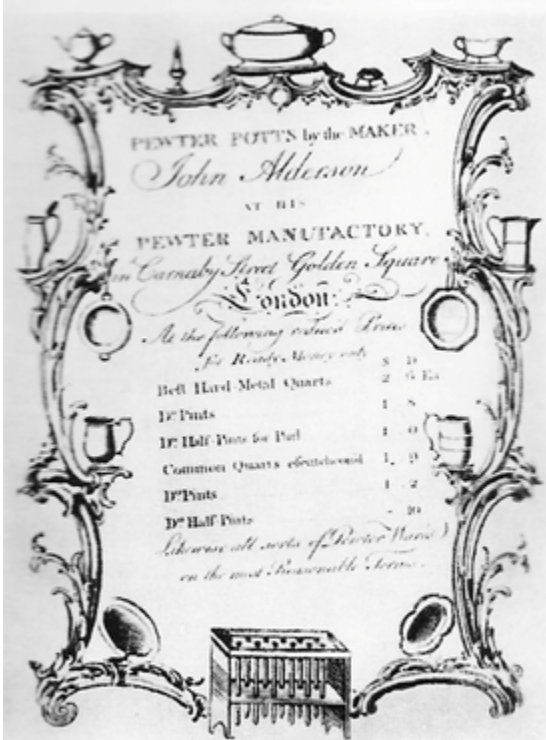 PEWTER POTTS by the MAKER.
John Alderson
AT HIS
PEWTER MANUFACTORY,
in Carnaby Street Golden Square
London:
At the following reduced Prices
for Ready Money only S D
Best Hard-Metal Quarts 2 6 Ea
Do. Pints 1 8
Do. Half-Pints for Purl 1 0
Common Quarts escutcheond 1 9
Do. Pints 1 2
Do. Half-Pints - 10
Likewise all sorts of Pewter Wares
on the most Reasonable Terms.